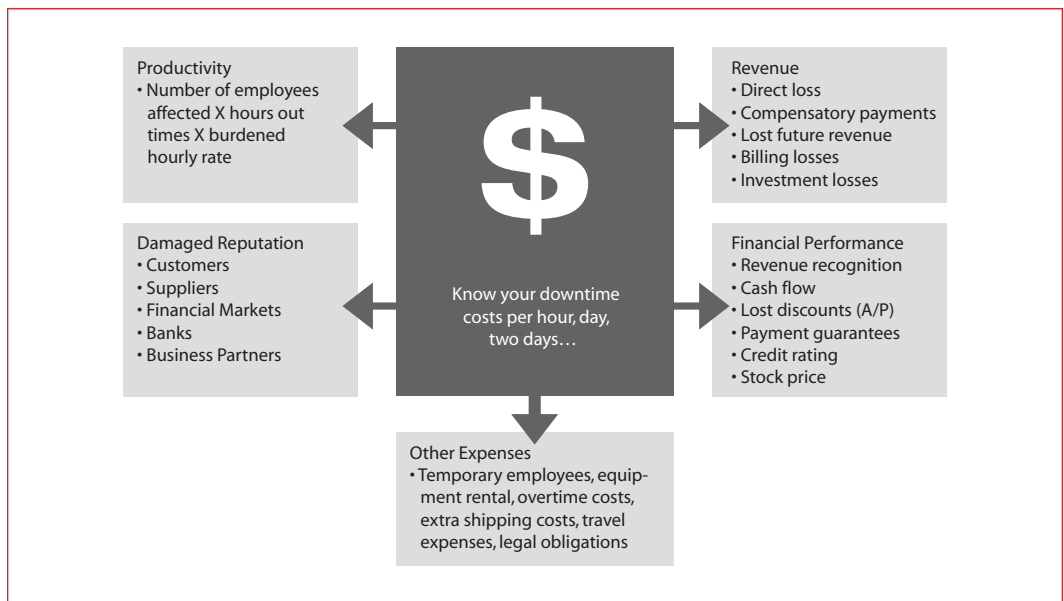 Productivity
• Number of employees
affected X hours out
times X burdened
hourly rate
Damaged Reputation
• Customers
• Suppliers
• Financial Markets
• Banks
• Business Partners
$
Know your downtime
costs per hour, day,
two days…
Revenue
• Direct loss
• Compensatory payments
• Lost future revenue
• Billing losses
• Investment losses
Financial Performance
• Revenue recognition
• Cash flow
• Lost discounts (A/P)
• Payment guarantees
• Credit rating
• Stock price
Other Expenses
• Temporary employees, equip-
ment rental, overtime costs,
extra shipping costs, travel
expenses, legal obligations